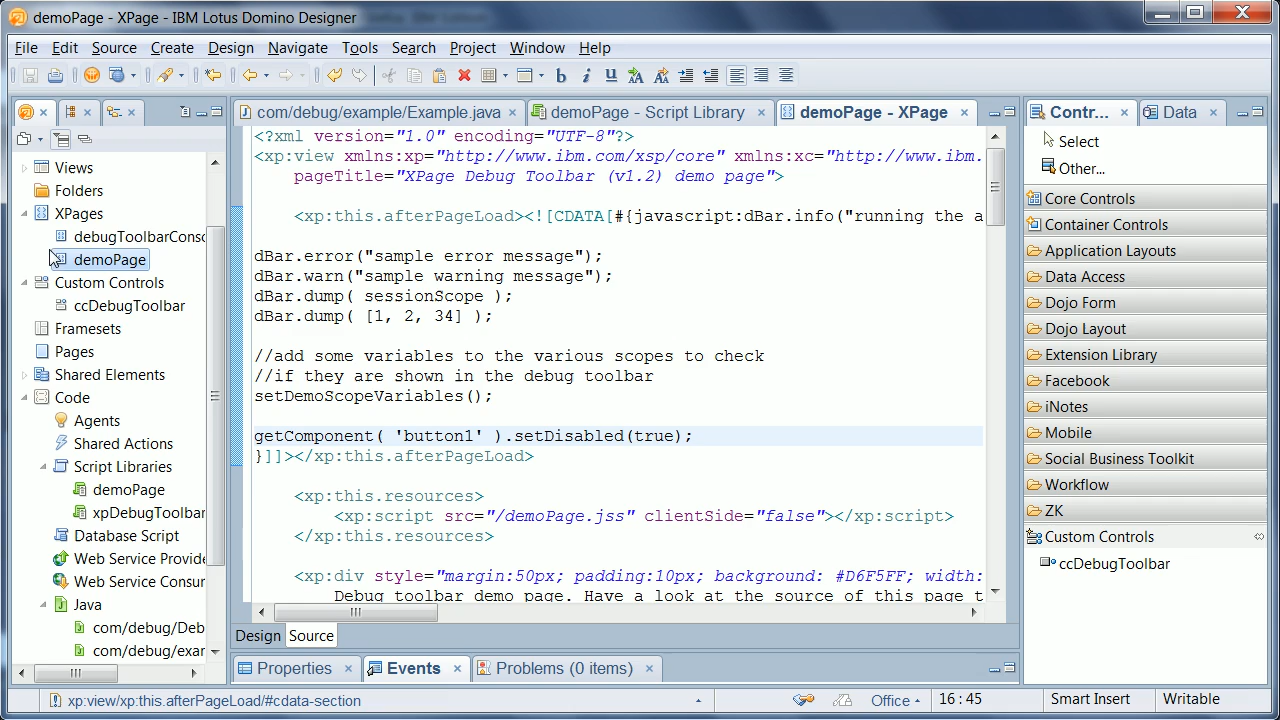 demoPage - XPage - IBM Lotus Domino Designer
File Edit Source Create Design Navigate Tools Search Project Window Help
b i u A A
com/debug/example/Example.java demoPage - Script Library demoPage - XPage
Contr... Data
Views
Folders
XPages
debugToolbarConso
demoPage
Custom Controls
ccDebugToolbar
Framesets
Pages
Shared Elements
Code
Agents
Shared Actions
Script Libraries
demoPage
xpDebugToolbar
Database Script
Web Service Provide
Web Service Consur
Java
com/debug/Deb
com/debug/exar
<?xml version="1.0" encoding="UTF-8"?>
<xp:view xmlns:xp="http://www.ibm.com/xsp/core" xmlns:xc="http://www.ibm.
pageTitle="XPage Debug Toolbar (v1.2) demo page">
<xp:this.afterPageLoad><![CDATA[#{javascript:dBar.info("running the a
dBar.error("sample error message");
dBar.warn("sample warning message");
dBar.dump( sessionScope );
dBar.dump( [1, 2, 34] );
//add some variables to the various scopes to check
//if they are shown in the debug toolbar
setDemoScopeVariables();
getComponent( 'button1' ).setDisabled(true);
}]]></xp:this.afterPageLoad>
<xp:this.resources>
<xp:script src="/demoPage.jss" clientSide="false"></xp:script>
</xp:this.resources>
<xp:div style="margin:50px; padding:10px; background: #D6F5FF; width:
Debug toolbar demo page. Have a look at the source of this page t
Design Source
Properties Events Problems (0 items)
Select
Other...
Core Controls
Container Controls
Application Layouts
Data Access
Dojo Form
Dojo Layout
Extension Library
Facebook
iNotes
Mobile
Social Business Toolkit
Workflow
ZK
Custom Controls
ccDebugToolbar
xp:view/xp:this.afterPageLoad/#cdata-section
Office 16 : 45 Smart Insert Writable